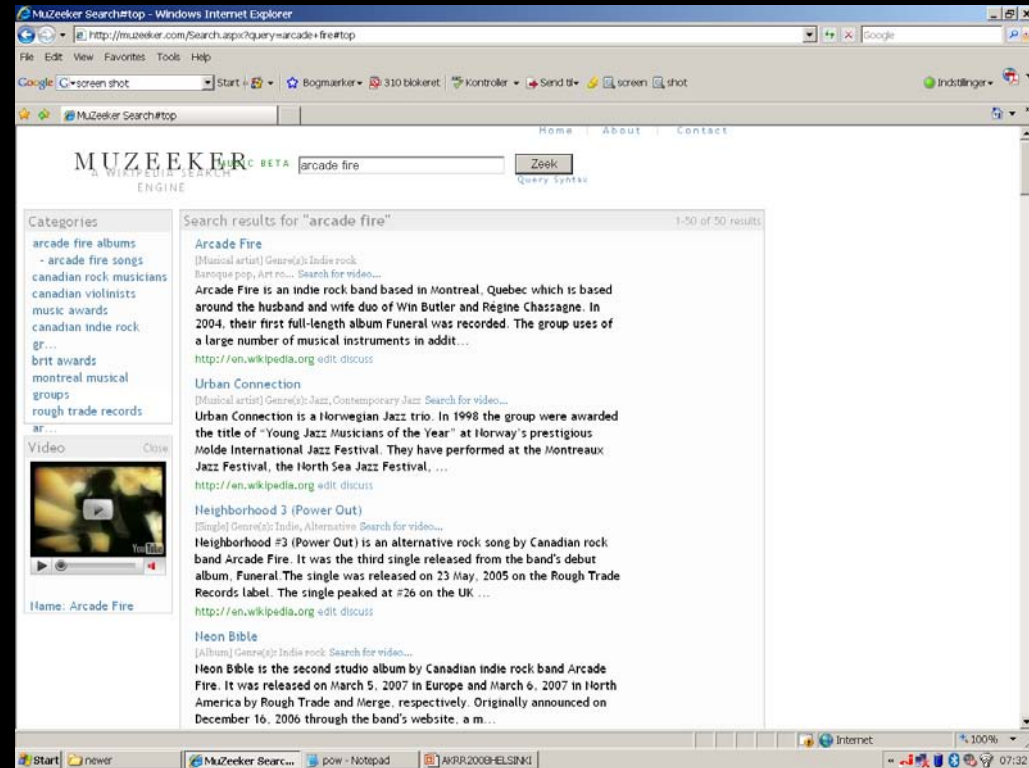 MuZeeker Search#top - Windows Internet Explorer
http://muzeeker.com/Search.aspx?query=arcade+fire#top
Google
File Edit View Favorites Tools Help
Google screen shot Start Bogmærker 310 blokeret Kontroller Send til screen shot Indstillinger
MuZeeker Search#top
Home | About | Contact
MUZEEKER MUSIC BETA arcade fire Zeek
A WIKIPEDIA SEARCH ENGINE
Query Syntax
Categories
arcade fire albums
- arcade fire songs
canadian rock musicians
canadian violinists
music awards
canadian indie rock
gr...
brit awards
montreal musical
groups
rough trade records
ar...
Video Close
YouTube
Name: Arcade Fire
Search results for "arcade fire" 1-50 of 50 results
Arcade Fire
[Musical artist] Genre(s): Indie rock
Baroque pop, Art ro... Search for video...
Arcade Fire is an indie rock band based in Montreal, Quebec which is based
around the husband and wife duo of Win Butler and Régine Chassagne. In
2004, their first full-length album Funeral was recorded. The group uses of
a large number of musical instruments in addit...
http://en.wikipedia.org edit discuss
Urban Connection
[Musical artist] Genre(s): Jazz, Contemporary Jazz Search for video...
Urban Connection is a Norwegian Jazz trio. In 1998 the group were awarded
the title of "Young Jazz Musicians of the Year" at Norway's prestigious
Molde International Jazz Festival. They have performed at the Montreaux
Jazz Festival, the North Sea Jazz Festival, ...
http://en.wikipedia.org edit discuss
Neighborhood 3 (Power Out)
[Single] Genre(s): Indie, Alternative Search for video...
Neighborhood #3 (Power Out) is an alternative rock song by Canadian rock
band Arcade Fire. It was the third single released from the band's debut
album, Funeral.The single was released on 23 May, 2005 on the Rough Trade
Records label. The single peaked at #26 on the UK ...
http://en.wikipedia.org edit discuss
Neon Bible
[Album] Genre(s): Indie rock Search for video...
Neon Bible is the second studio album by Canadian indie rock band Arcade
Fire. It was released on March 5, 2007 in Europe and March 6, 2007 in North
America by Rough Trade and Merge, respectively. Originally announced on
December 16, 2006 through the band's website, a m...
Internet 100%
Start newer MuZeeker Searc... pow - Notepad AKRR2008HELSINKI 07:32